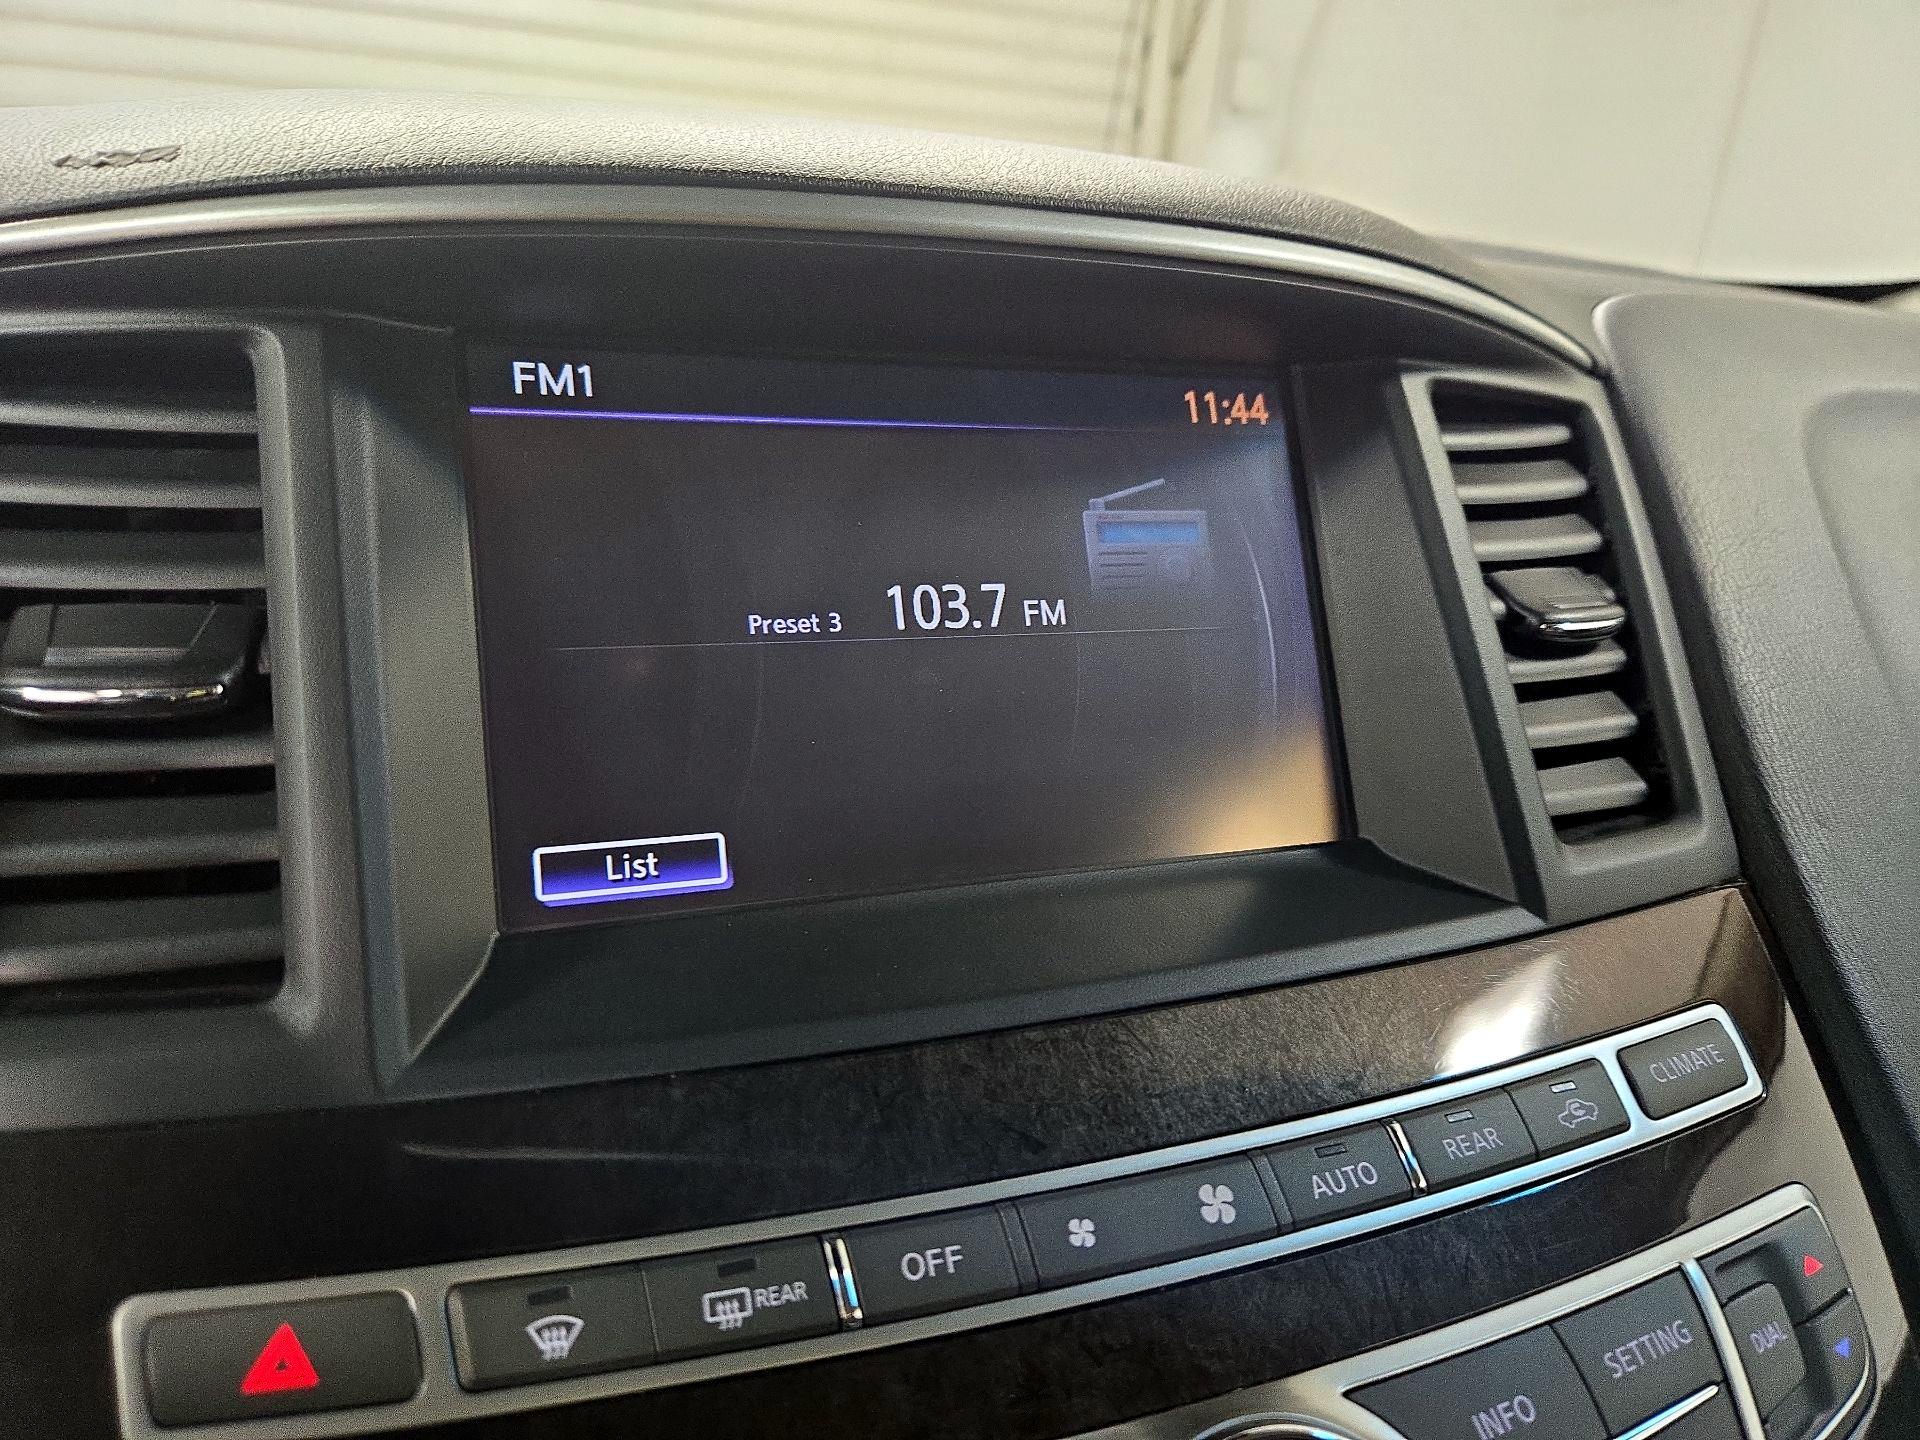 FM1
11:44
Preset 3 103.7 FM
List
CLIMATE
REAR
AUTO
OFF
REAR
SETTING
DUAL
INFO